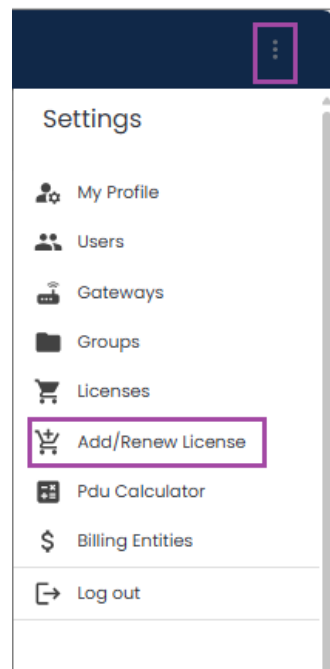 Settings
My Profile
Users
Gateways
Groups
Licenses
Add/Renew License
Pdu Calculator
Billing Entities
Log out